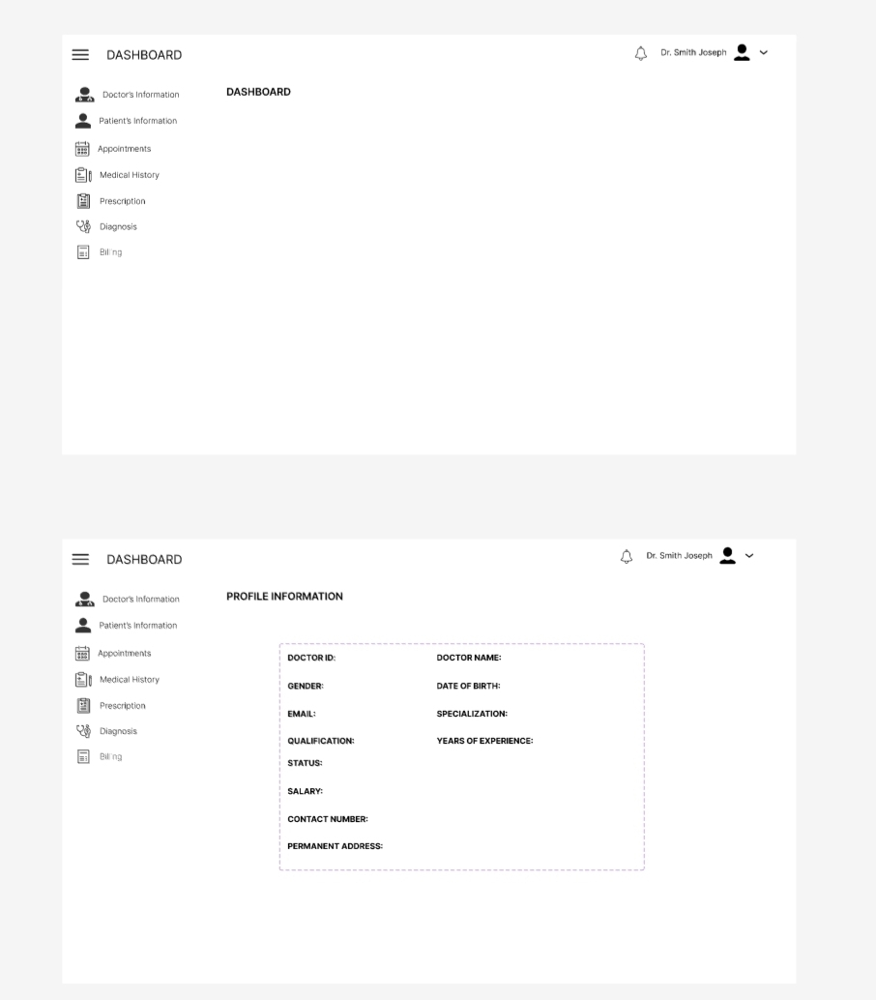 DASHBOARD
Dr. Smith Joseph
Doctor's Information
DASHBOARD
Patient's Information
Appointments
Medical History
Prescription
Diagnosis
Billing
DASHBOARD
Dr. Smith Joseph
Doctor's Information
PROFILE INFORMATION
Patient's Information
Appointments
Medical History
Prescription
Diagnosis
Billing
DOCTOR ID: DOCTOR NAME:
GENDER: DATE OF BIRTH:
EMAIL: SPECIALIZATION:
QUALIFICATION: YEARS OF EXPERIENCE:
STATUS:
SALARY:
CONTACT NUMBER:
PERMANENT ADDRESS: